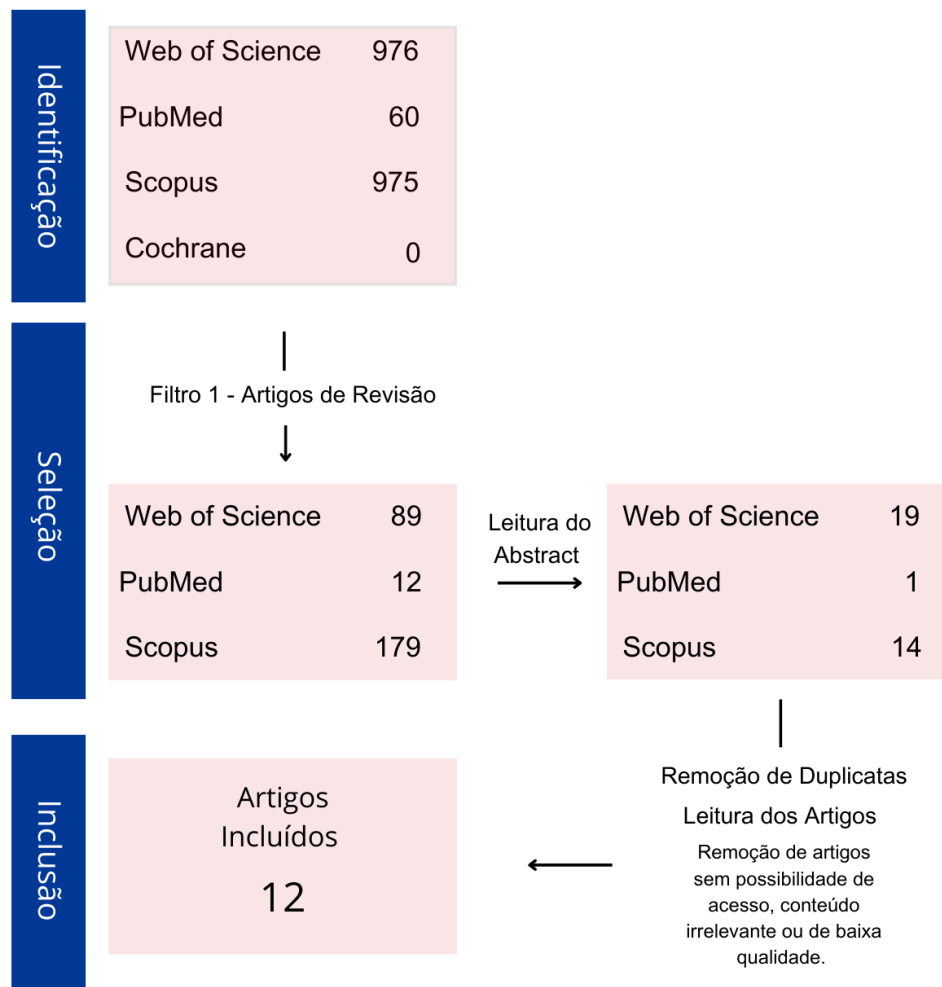 Identificação
Web of Science 976
PubMed 60
Scopus 975
Cochrane 0
Filtro 1 - Artigos de Revisão
Seleção
Web of Science 89
PubMed 12
Scopus 179
Leitura do
Abstract
Web of Science 19
PubMed 1
Scopus 14
Remoção de Duplicatas
Leitura dos Artigos
Remoção de artigos
sem possibilidade de
acesso, conteúdo
irrelevante ou de baixa
qualidade.
Inclusão
Artigos
Incluídos
12